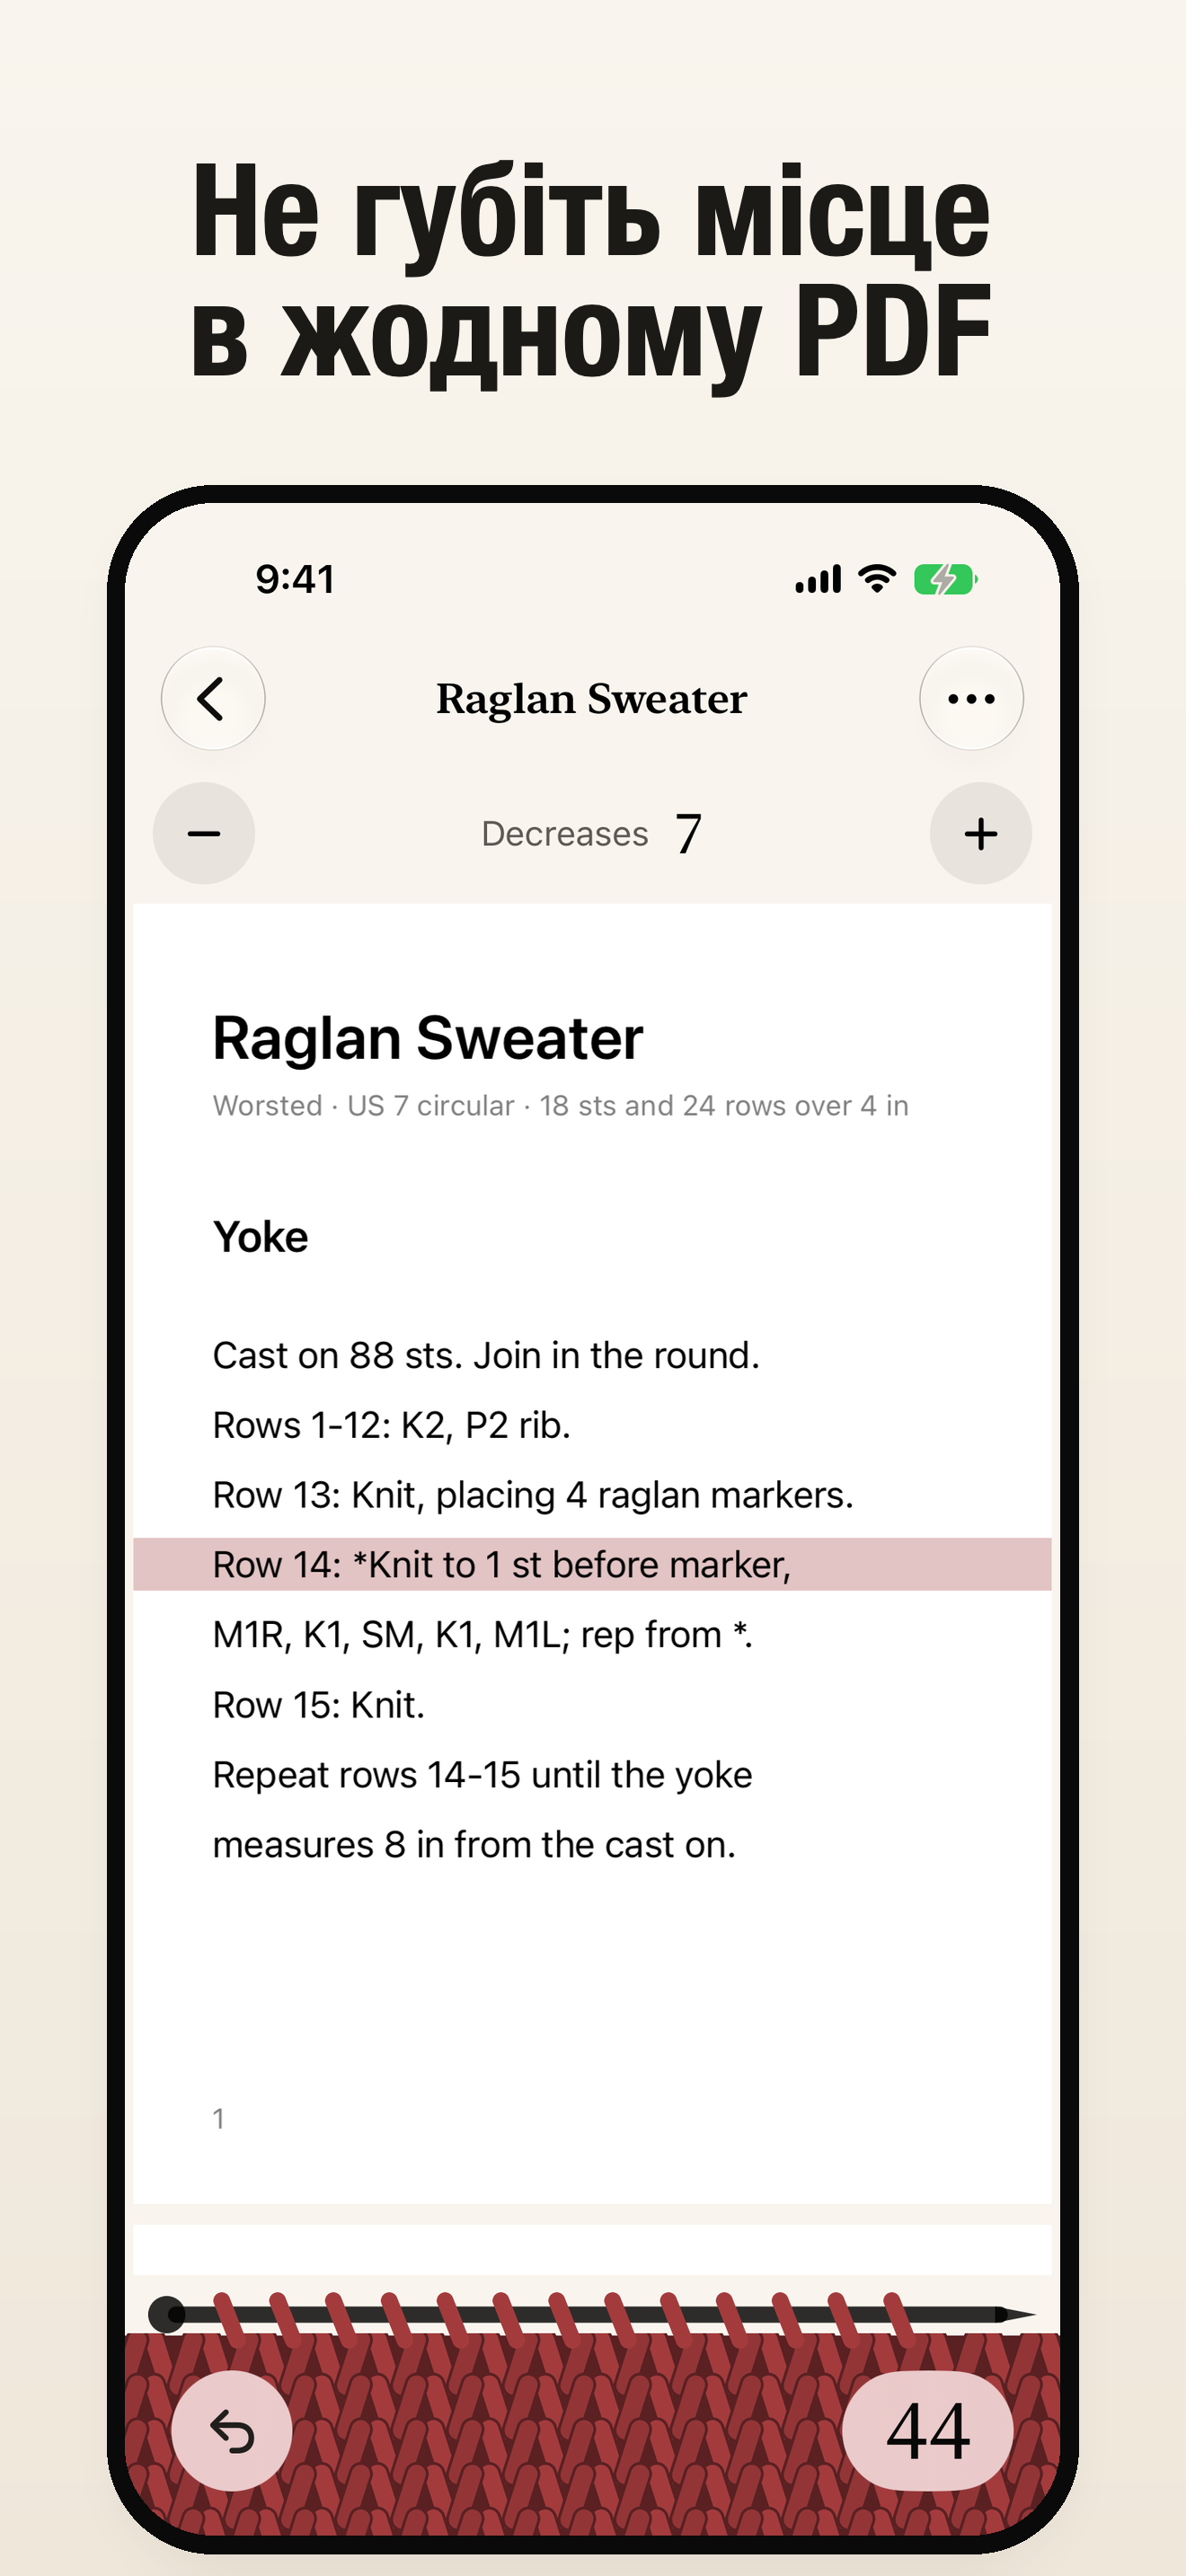 Не губіть місце
в жодному PDF
9:41
Raglan Sweater
Decreases 7
Raglan Sweater
Worsted · US 7 circular · 18 sts and 24 rows over 4 in
Yoke
Cast on 88 sts. Join in the round.
Rows 1-12: K2, P2 rib.
Row 13: Knit, placing 4 raglan markers.
Row 14: *Knit to 1 st before marker,
M1R, K1, SM, K1, M1L; rep from *.
Row 15: Knit.
Repeat rows 14-15 until the yoke
measures 8 in from the cast on.
1
44